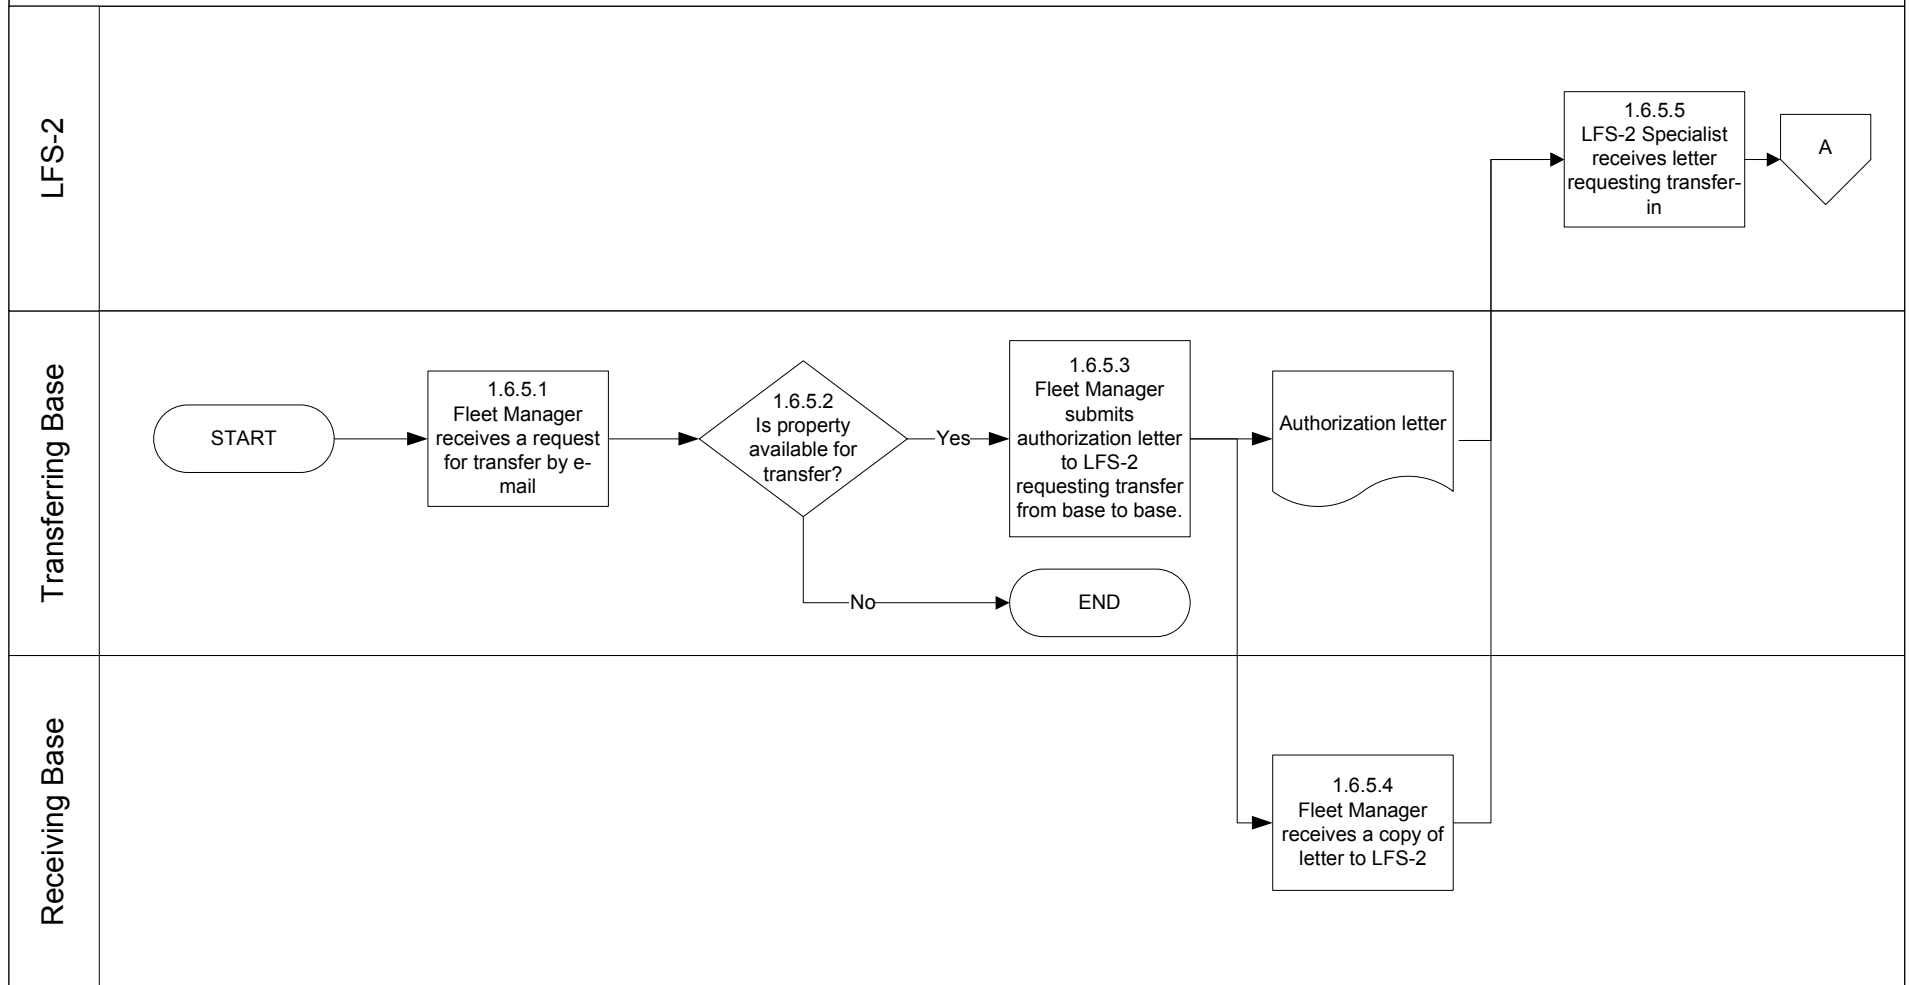 LFS-2
1.6.5.5
LFS-2 Specialist
receives letter
requesting transfer-
in
A
Transferring Base
START
1.6.5.1
Fleet Manager
receives a request
for transfer by e-
mail
1.6.5.2
Is property
available for
transfer?
Yes
No
1.6.5.3
Fleet Manager
submits
authorization letter
to LFS-2
requesting transfer
from base to base.
END
Authorization letter
Receiving Base
1.6.5.4
Fleet Manager
receives a copy of
letter to LFS-2